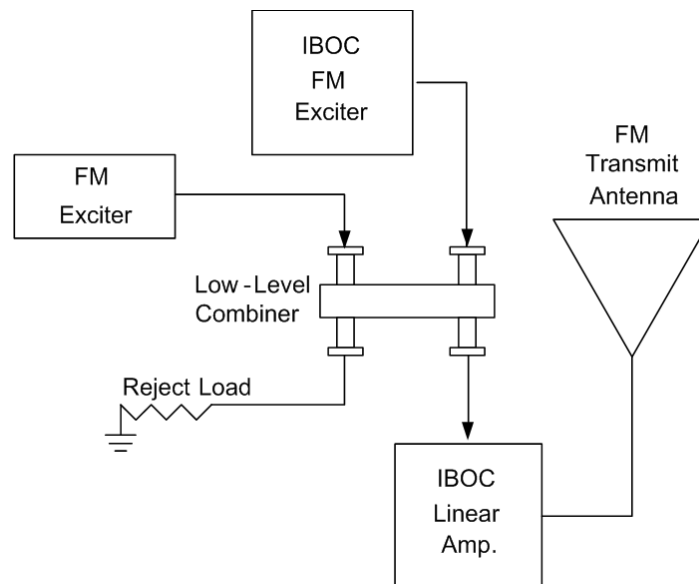 IBOC
FM
Exciter
FM
Exciter
FM
Transmit
Antenna
Low-Level
Combiner
Reject Load
IBOC
Linear
Amp.